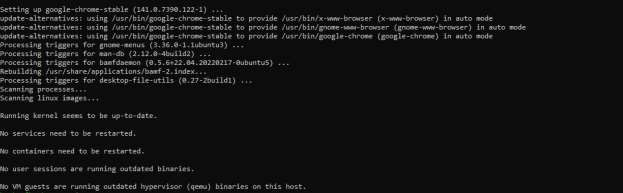 Setting up google-chrome-stable (141.0.7390.122-1) ...
update-alternatives: using /usr/bin/google-chrome-stable to provide /usr/bin/x-www-browser (x-www-browser) in auto mode
update-alternatives: using /usr/bin/google-chrome-stable to provide /usr/bin/gnome-www-browser (gnome-www-browser) in auto mode
update-alternatives: using /usr/bin/google-chrome-stable to provide /usr/bin/google-chrome (google-chrome) in auto mode
Processing triggers for gnome-menus (3.36.0-1.1ubuntu3) ...
Processing triggers for man-db (2.12.0-4build2) ...
Processing triggers for bamfdaemon (0.5.6+22.04.20220217-0ubuntu5) ...
Rebuilding /usr/share/applications/bamf-2.index...
Processing triggers for desktop-file-utils (0.27-2build1) ...
Scanning processes...
Scanning linux images...
Running kernel seems to be up-to-date.
No services need to be restarted.
No containers need to be restarted.
No user sessions are running outdated binaries.
No VM guests are running outdated hypervisor (qemu) binaries on this host.